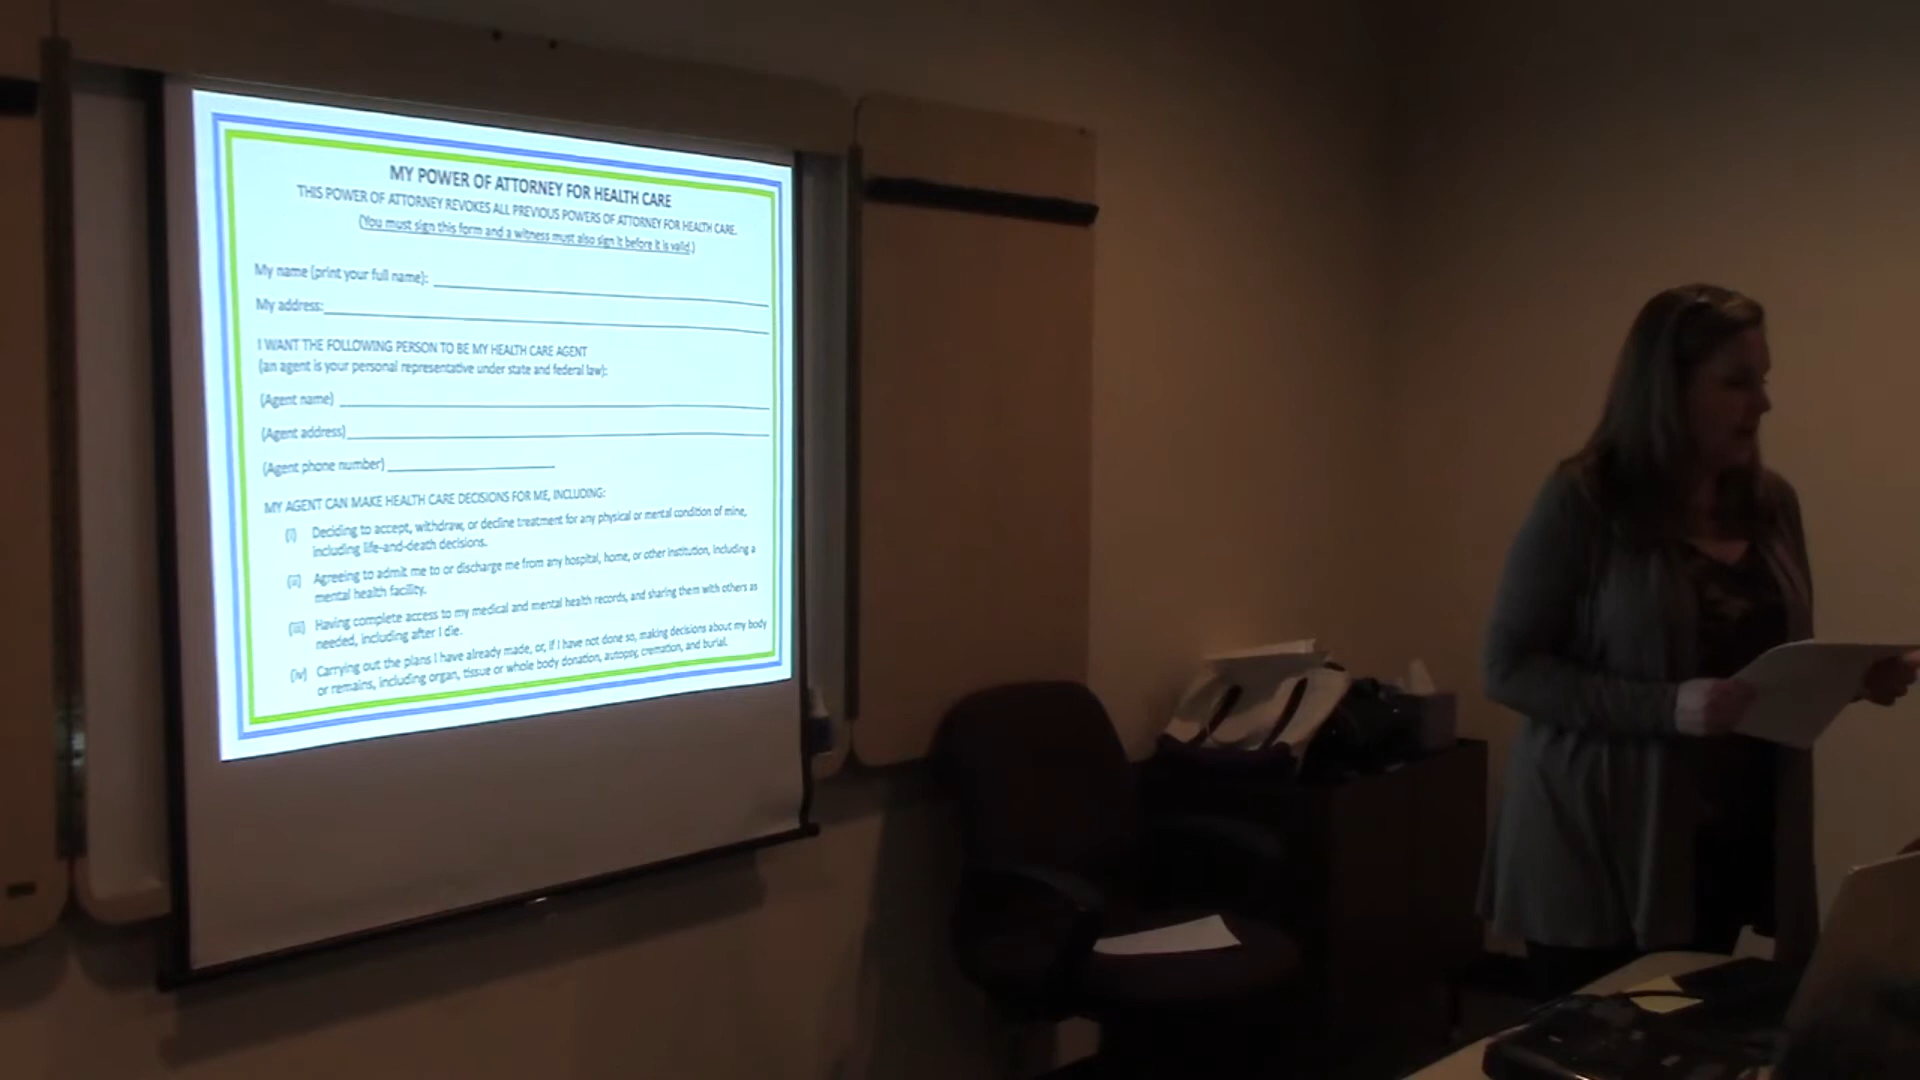 MY POWER OF ATTORNEY FOR HEALTH CARE
THIS POWER OF ATTORNEY REVOKES ALL PREVIOUS POWERS OF ATTORNEY FOR HEALTH CARE.
(You must sign this form and a witness must also sign it before it is valid.)
My name (print your full name):
My address:
I WANT THE FOLLOWING PERSON TO BE MY HEALTH CARE AGENT
(an agent is your personal representative under state and federal law):
(Agent name)
(Agent address)
(Agent phone number)
MY AGENT CAN MAKE HEALTH CARE DECISIONS FOR ME, INCLUDING:
(i) Deciding to accept, withdraw, or decline treatment for any physical or mental condition of mine,
including life-and-death decisions.
(ii) Agreeing to admit me to or discharge me from any hospital, home, or other institution, including a
mental health facility.
(iii) Having complete access to my medical and mental health records, and sharing them with others as
needed, including after I die.
(iv) Carrying out the plans I have already made, or, if I have not done so, making decisions about my body
or remains, including organ, tissue or whole body donation, autopsy, cremation, and burial.